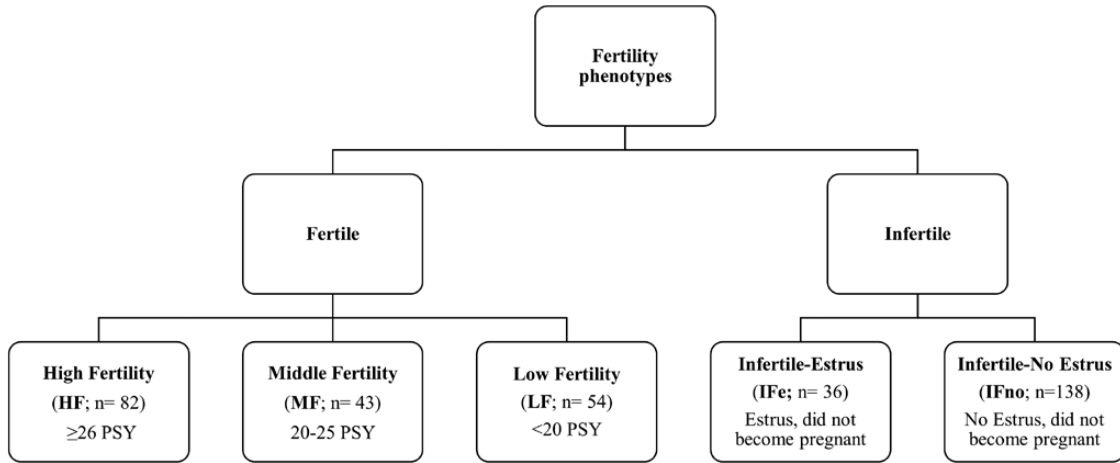 Fertility
phenotypes
Fertile
Infertile
High Fertility
(HF; n= 82)
≥26 PSY
Middle Fertility
(MF; n= 43)
20-25 PSY
Low Fertility
(LF; n= 54)
<20 PSY
Infertile-Estrus
(IFe; n= 36)
Estrus, did not
become pregnant
Infertile-No Estrus
(IFno; n=138)
No Estrus, did not
become pregnant